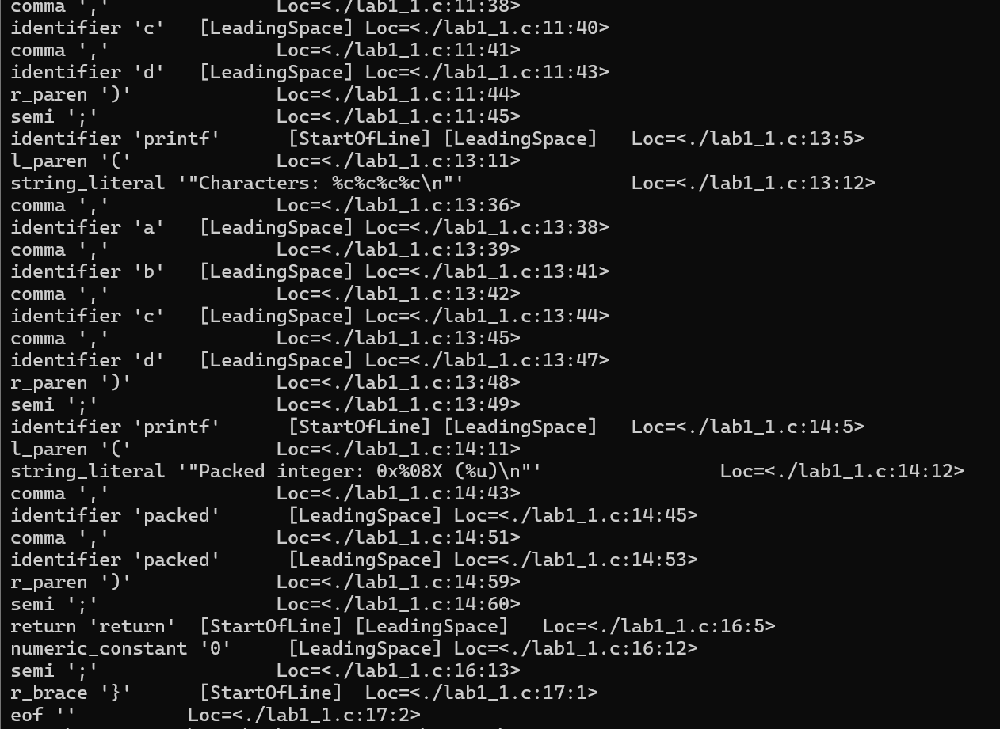 comma ','               Loc=<./lab1_1.c:11:38>
identifier 'c'   [LeadingSpace] Loc=<./lab1_1.c:11:40>
comma ','               Loc=<./lab1_1.c:11:41>
identifier 'd'   [LeadingSpace] Loc=<./lab1_1.c:11:43>
r_paren ')'             Loc=<./lab1_1.c:11:44>
semi ';'                Loc=<./lab1_1.c:11:45>
identifier 'printf'      [StartOfLine] [LeadingSpace]   Loc=<./lab1_1.c:13:5>
l_paren '('             Loc=<./lab1_1.c:13:11>
string_literal '"Characters: %c%c%c%c\n"'               Loc=<./lab1_1.c:13:12>
comma ','               Loc=<./lab1_1.c:13:36>
identifier 'a'   [LeadingSpace] Loc=<./lab1_1.c:13:38>
comma ','               Loc=<./lab1_1.c:13:39>
identifier 'b'   [LeadingSpace] Loc=<./lab1_1.c:13:41>
comma ','               Loc=<./lab1_1.c:13:42>
identifier 'c'   [LeadingSpace] Loc=<./lab1_1.c:13:44>
comma ','               Loc=<./lab1_1.c:13:45>
identifier 'd'   [LeadingSpace] Loc=<./lab1_1.c:13:47>
r_paren ')'             Loc=<./lab1_1.c:13:48>
semi ';'                Loc=<./lab1_1.c:13:49>
identifier 'printf'      [StartOfLine] [LeadingSpace]   Loc=<./lab1_1.c:14:5>
l_paren '('             Loc=<./lab1_1.c:14:11>
string_literal '"Packed integer: 0x%08X (%u)\n"'                Loc=<./lab1_1.c:14:12>
comma ','               Loc=<./lab1_1.c:14:43>
identifier 'packed'      [LeadingSpace] Loc=<./lab1_1.c:14:45>
comma ','               Loc=<./lab1_1.c:14:51>
identifier 'packed'      [LeadingSpace] Loc=<./lab1_1.c:14:53>
r_paren ')'             Loc=<./lab1_1.c:14:59>
semi ';'                Loc=<./lab1_1.c:14:60>
return 'return'  [StartOfLine] [LeadingSpace]   Loc=<./lab1_1.c:16:5>
numeric_constant '0'     [LeadingSpace] Loc=<./lab1_1.c:16:12>
semi ';'                Loc=<./lab1_1.c:16:13>
r_brace '}'      [StartOfLine]  Loc=<./lab1_1.c:17:1>
eof ''          Loc=<./lab1_1.c:17:2>